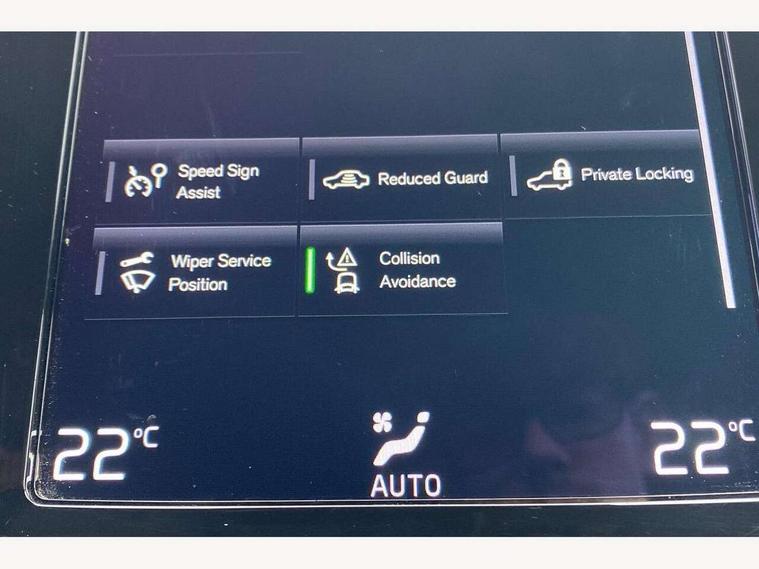 Speed Sign
Assist
Reduced Guard
Private Locking
Wiper Service
Position
Collision
Avoidance
22°C
22°C
AUTO